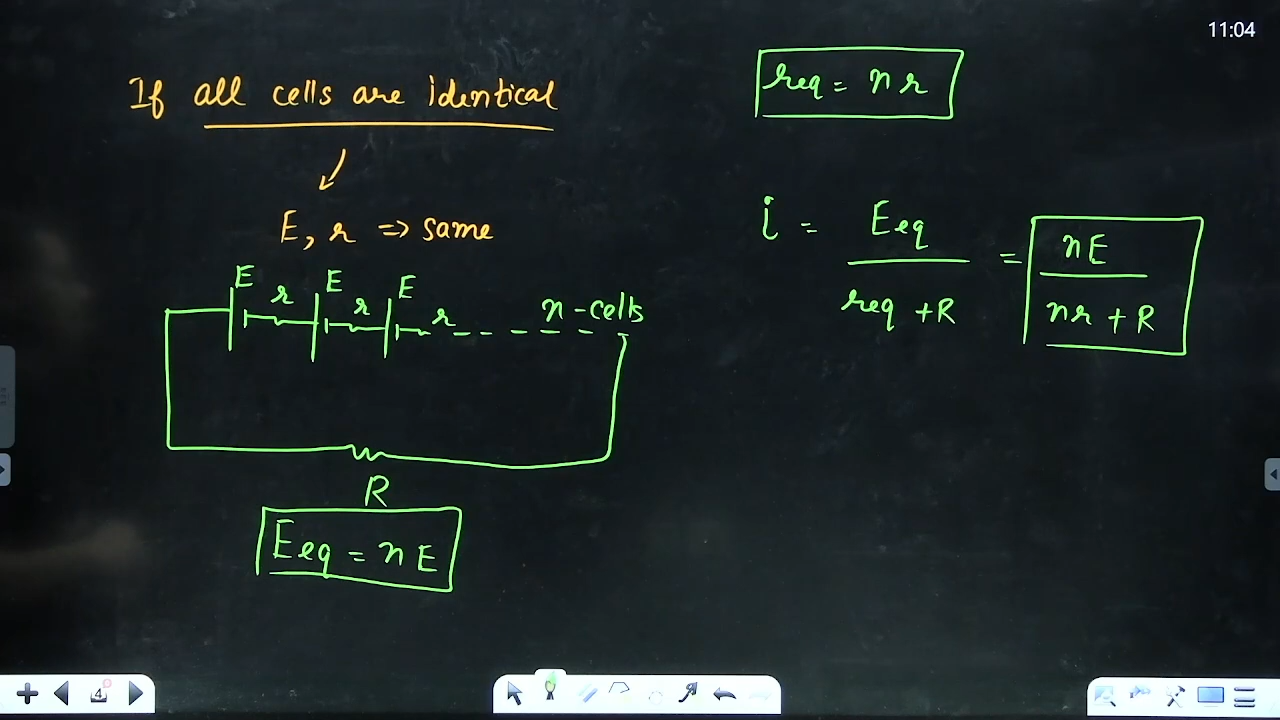 11:04
If all cells are identical
E, r => same
E r E r E r n-cells
R
Eeq = nE
req = nr
i = Eeq / req + R = nE / nr + R
4